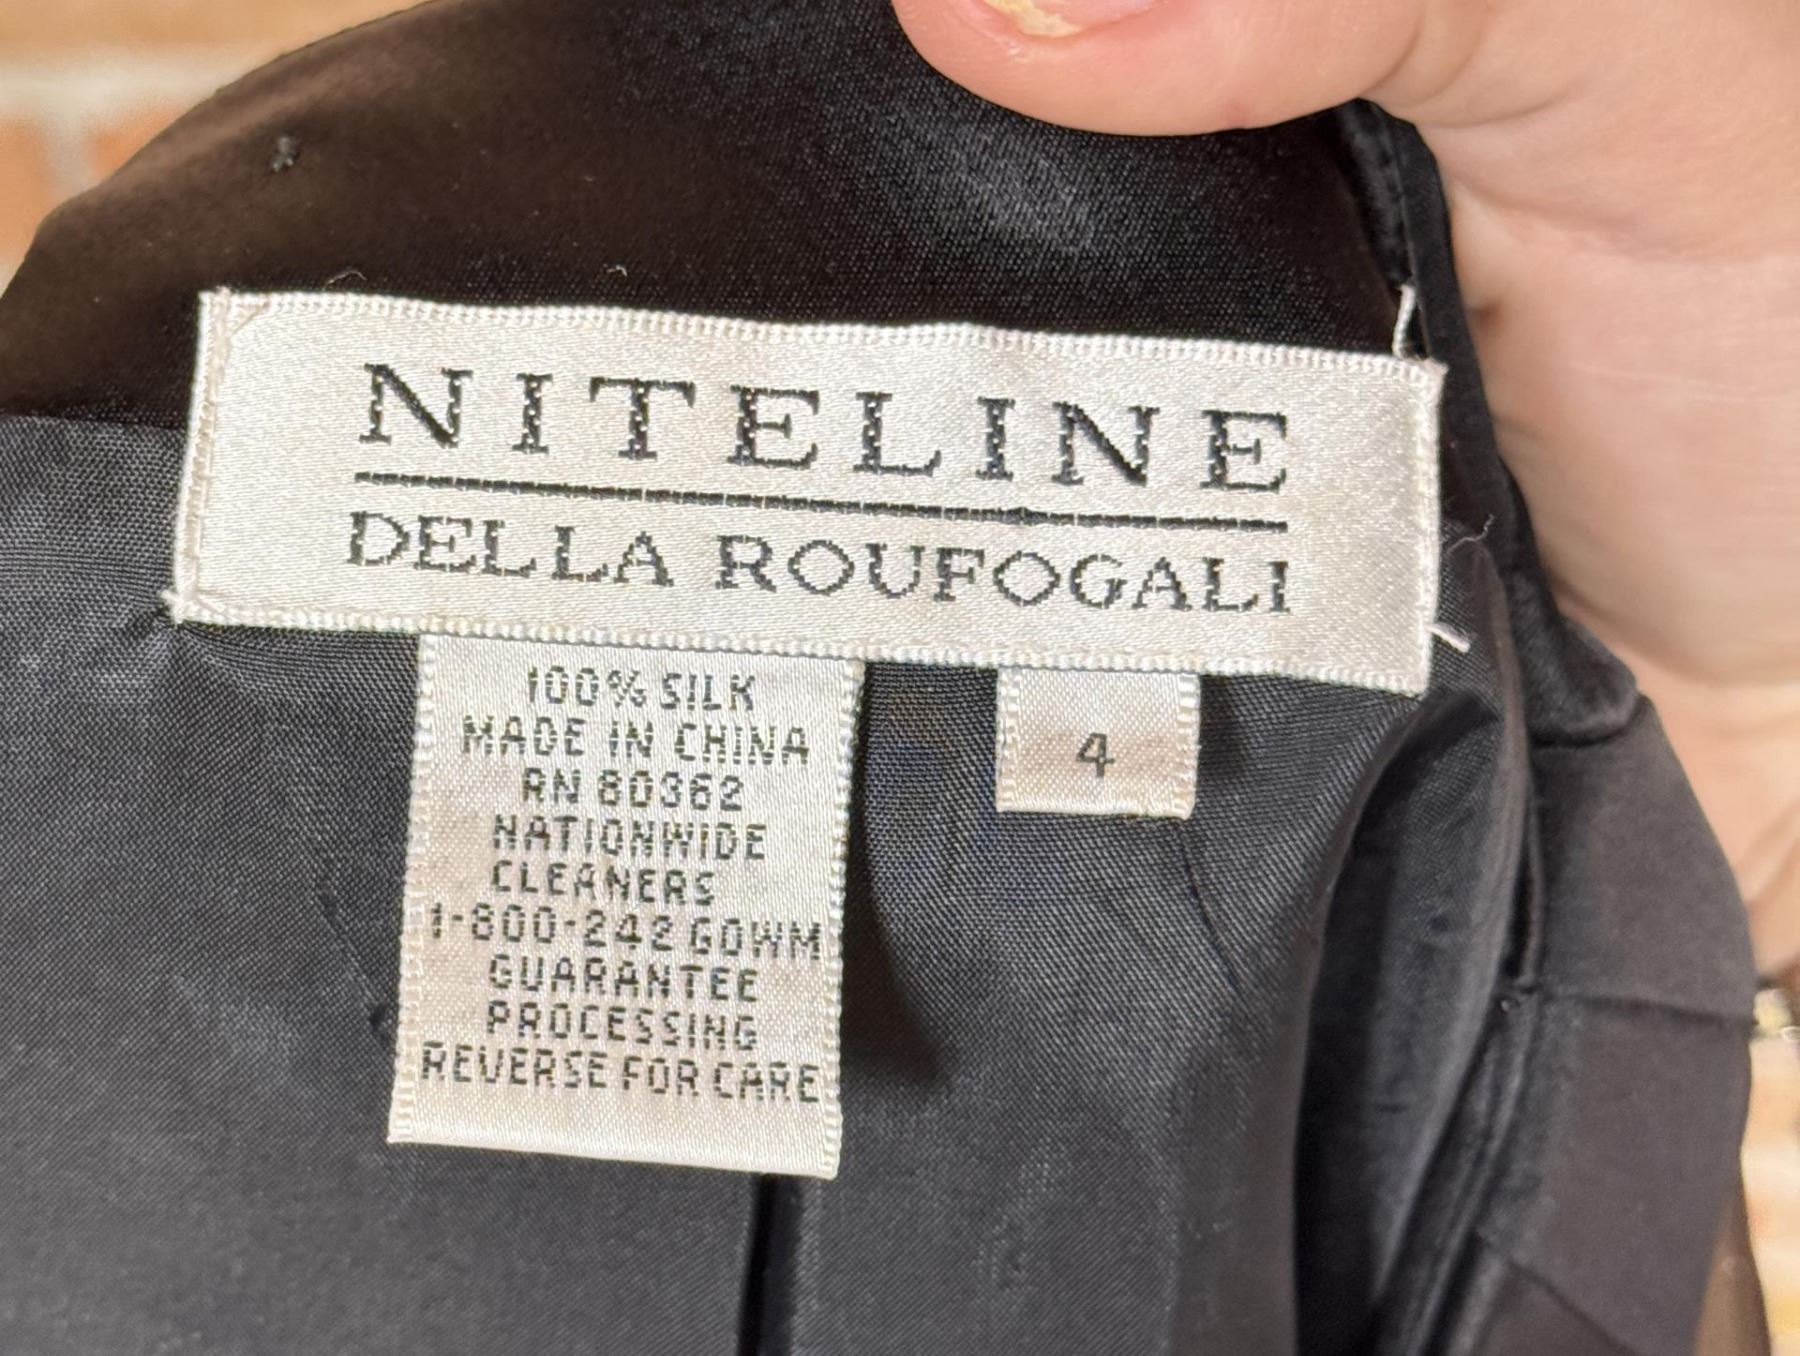 NITELINE
DELLA ROUFOGALI
100% SILK
MADE IN CHINA
RN 80362
NATIONWIDE
CLEANERS
1-800-242 GOWM
GUARANTEE
PROCESSING
REVERSE FOR CARE
4